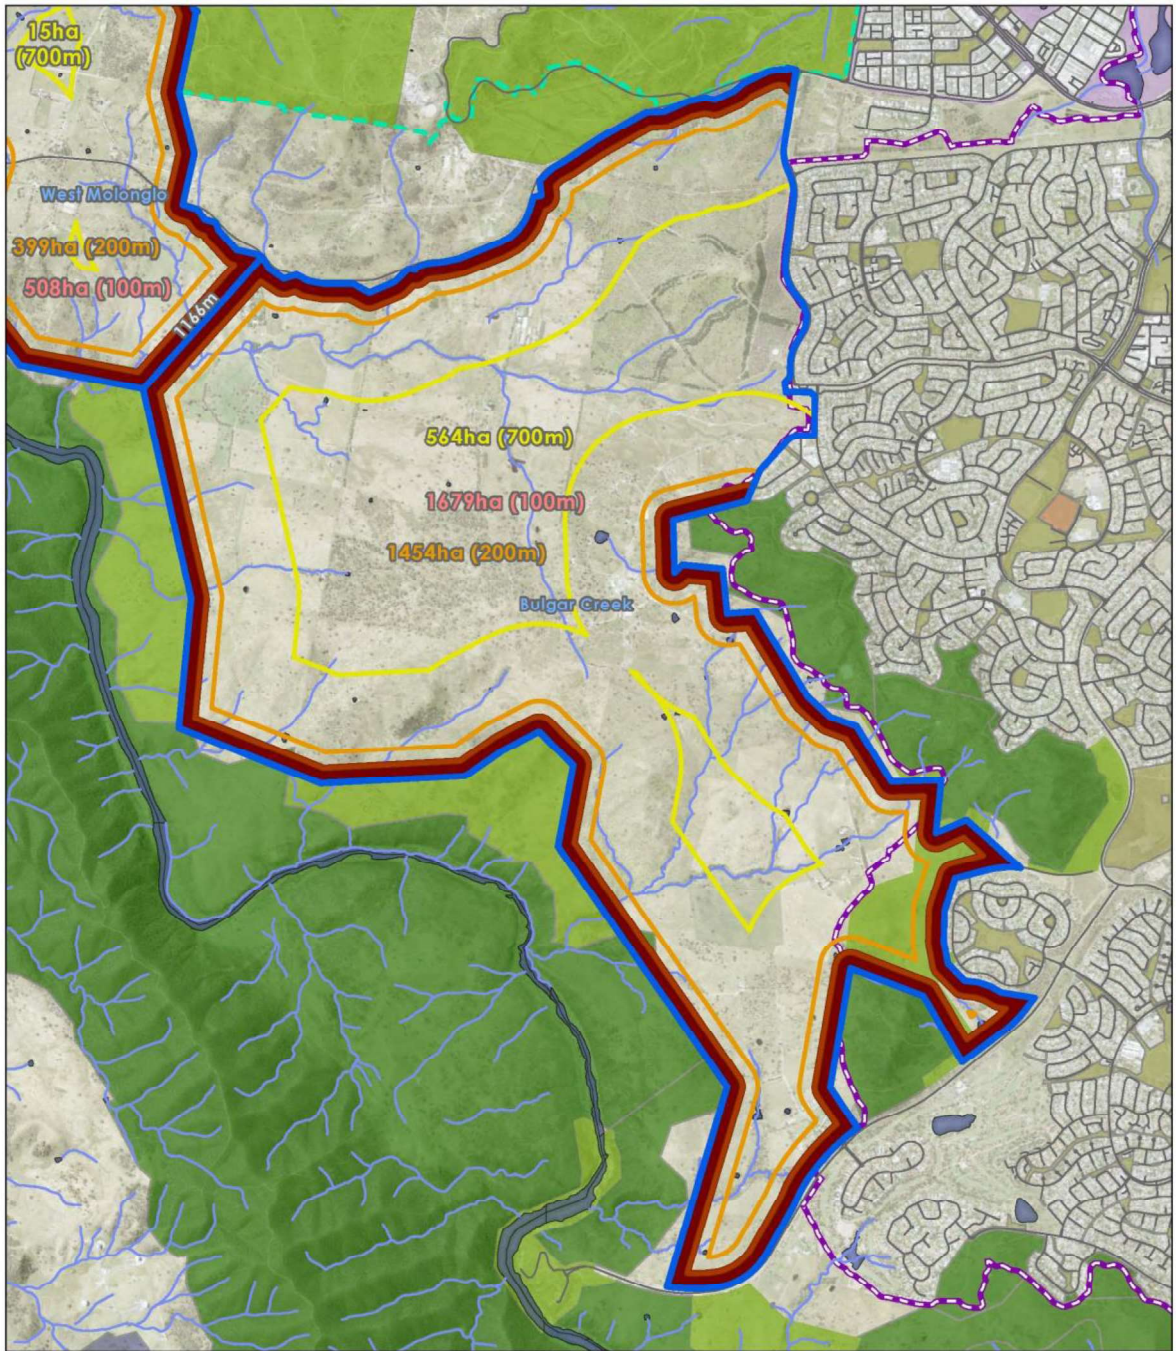 15ha
(700m)
West Molonglo
399ha (200m)
508ha (100m)
1166m
564ha (700m)
1679ha (100m)
1454ha (200m)
Bulgar Creek